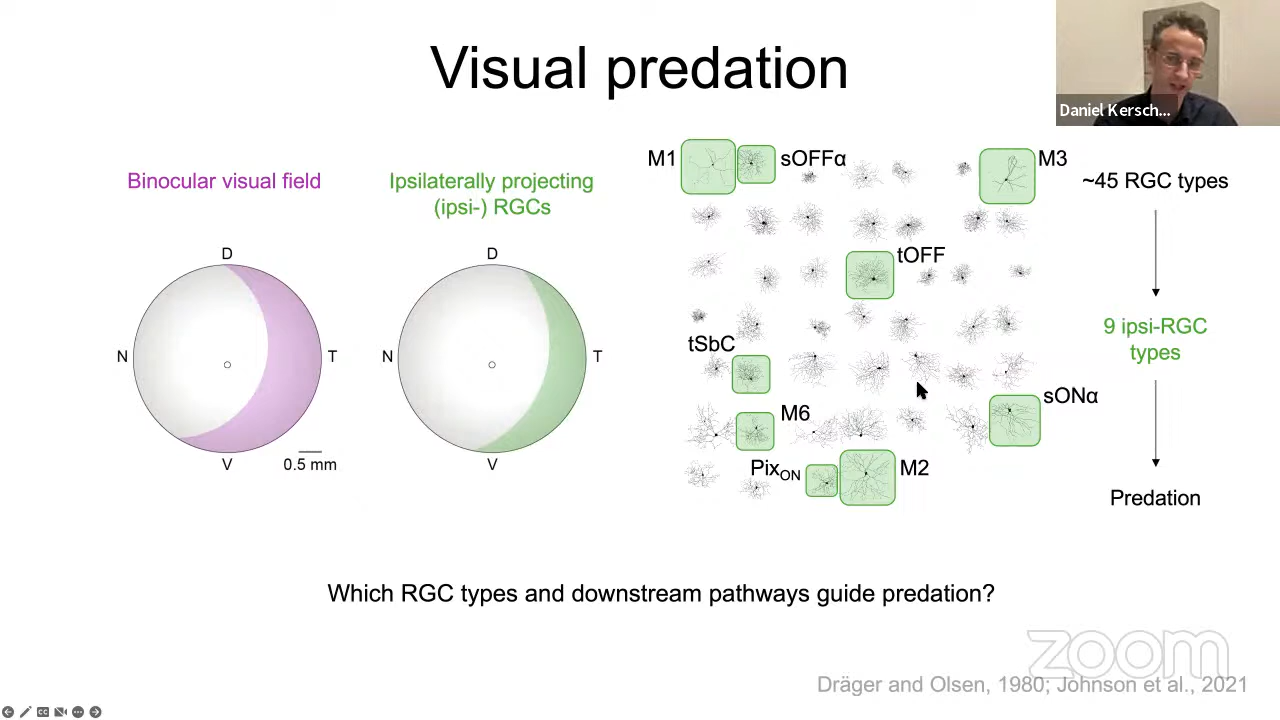 Visual predation
Daniel Kersch...
Binocular visual field
Ipsilaterally projecting
(ipsi-) RGCs
D
N
T
V
0.5 mm
D
N
T
V
M1
sOFFα
M3
tOFF
tSbC
M6
sONα
PixON
M2
~45 RGC types
9 ipsi-RGC
types
Predation
Which RGC types and downstream pathways guide predation?
zoom
Dräger and Olsen, 1980; Johnson et al., 2021